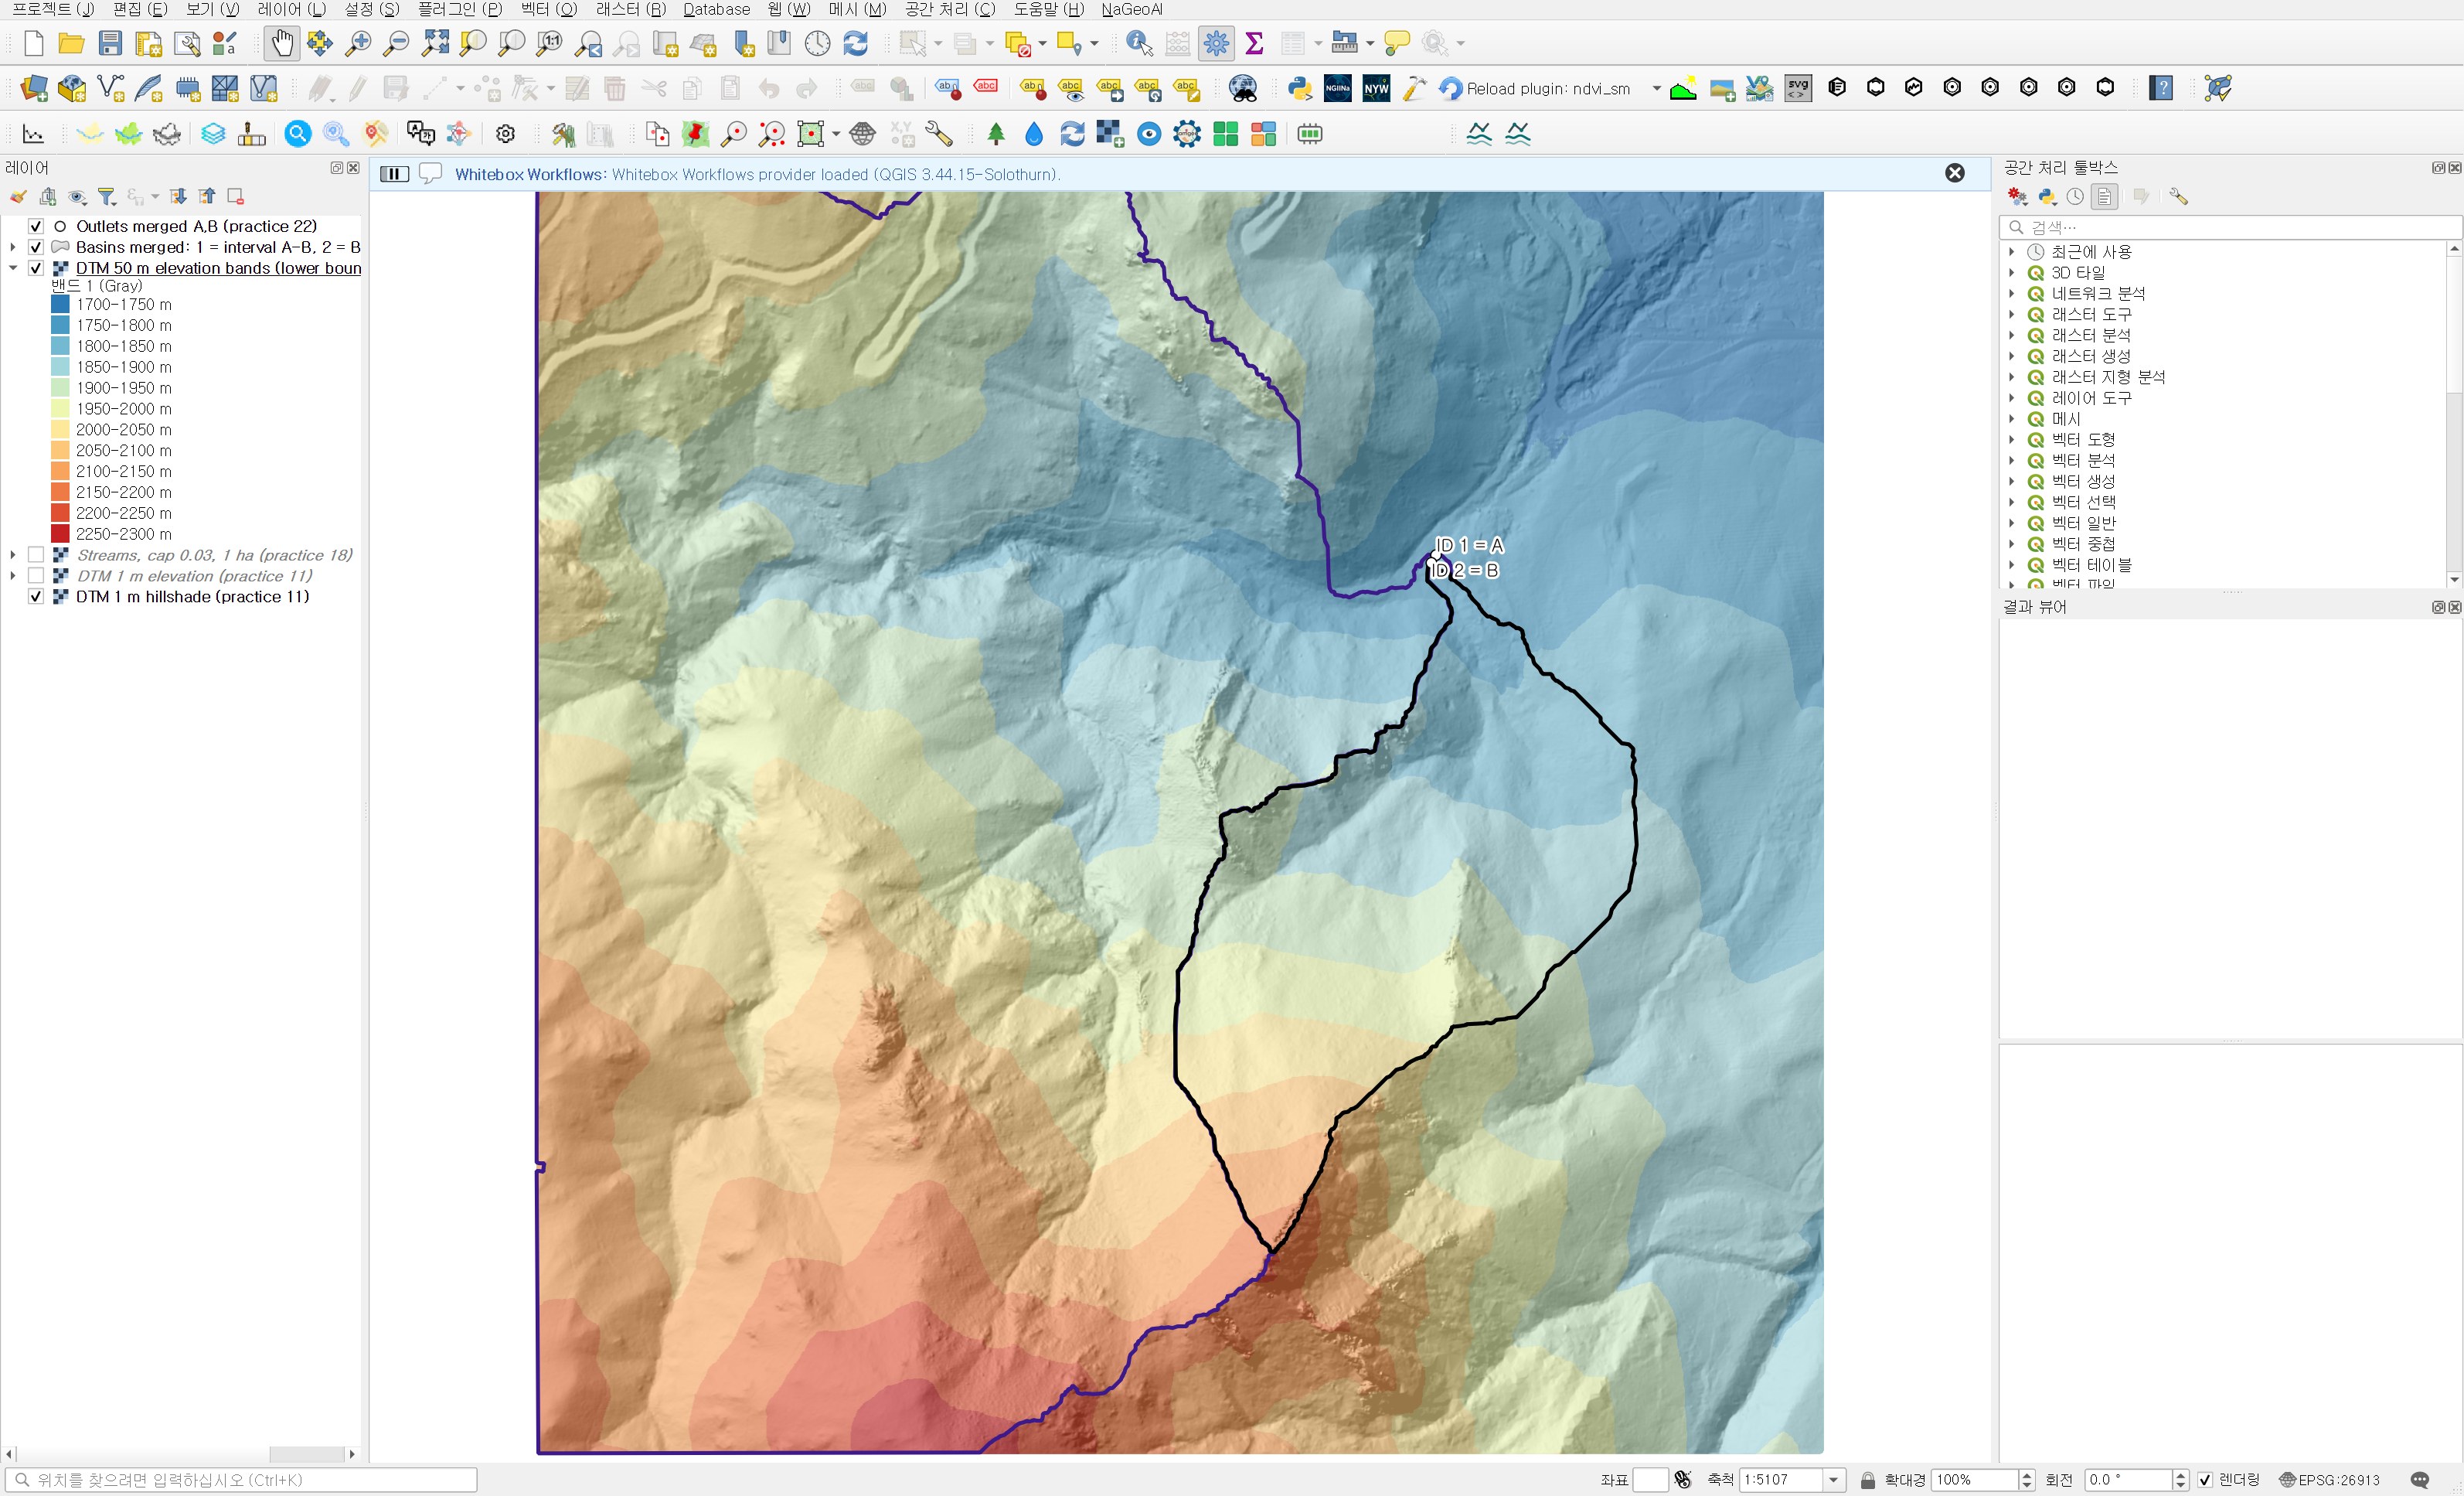 프로젝트 (J) 편집 (E) 보기 (V) 레이어 (L) 설정 (S) 플러그인 (P) 벡터 (O) 래스터 (R) Database 웹 (W) 메시 (M) 공간 처리 (C) 도움말 (H) NaGeoAI
Reload plugin: ndvi_sm
레이어
Whitebox Workflows: Whitebox Workflows provider loaded (QGIS 3.44.15-Solothurn).
Outlets merged A,B (practice 22)
Basins merged: 1 = interval A-B, 2 = B
DTM 50 m elevation bands (lower boun
밴드 1 (Gray)
1700-1750 m
1750-1800 m
1800-1850 m
1850-1900 m
1900-1950 m
1950-2000 m
2000-2050 m
2050-2100 m
2100-2150 m
2150-2200 m
2200-2250 m
2250-2300 m
Streams, cap 0.03, 1 ha (practice 18)
DTM 1 m elevation (practice 11)
DTM 1 m hillshade (practice 11)
ID 1 = A
ID 2 = B
공간 처리 툴박스
검색…
최근에 사용
3D 타일
네트워크 분석
래스터 도구
래스터 분석
래스터 생성
래스터 지형 분석
레이어 도구
메시
벡터 도형
벡터 분석
벡터 생성
벡터 선택
벡터 일반
벡터 중첩
벡터 테이블
벡터 파일
결과 뷰어
위치를 찾으려면 입력하십시오 (Ctrl+K)
좌표 축척 1:5107 확대경 100% 회전 0.0 ° 렌더링 EPSG:26913